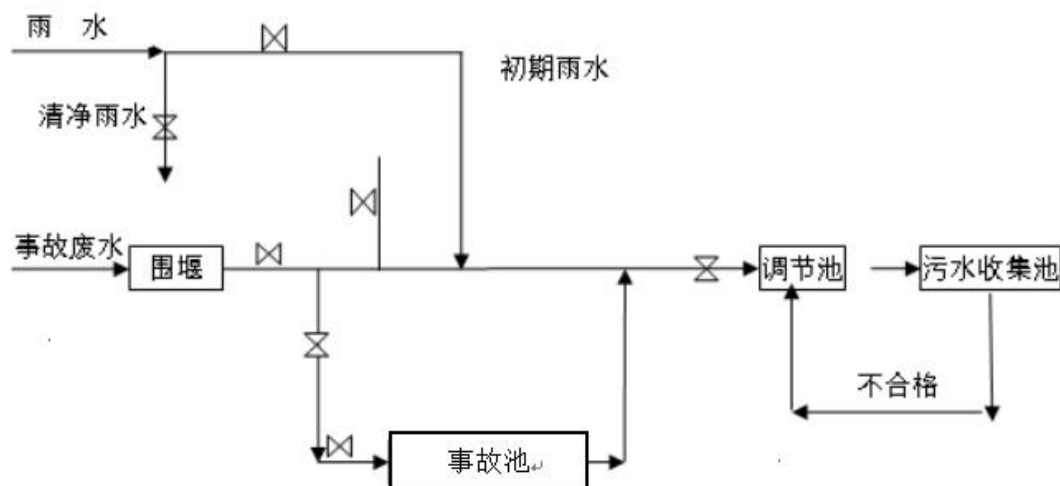 雨 水
初期雨水
清净雨水
事故废水
围堰
调节池
污水收集池
不合格
事故池